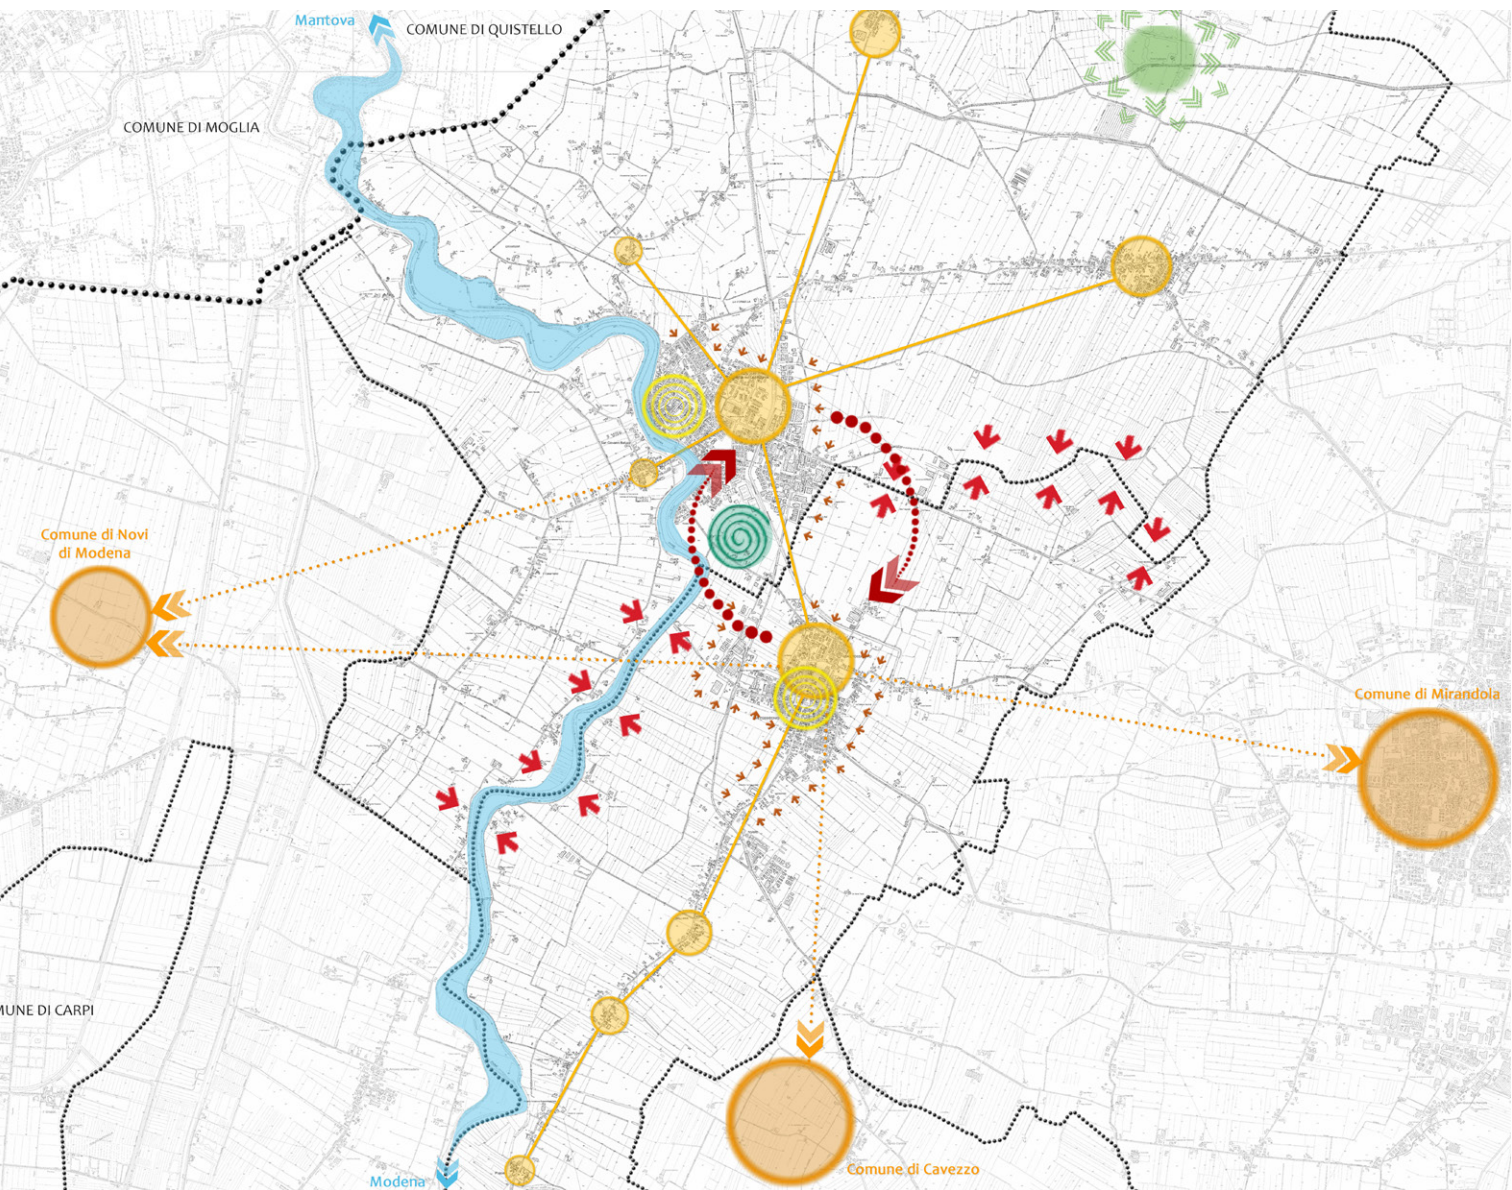 Mantova
COMUNE DI QUISTELLO
COMUNE DI MOGLIA
Comune di Novi
di Modena
Comune di Mirandola
MUNE DI CARPI
Comune di Cavezzo
Modena